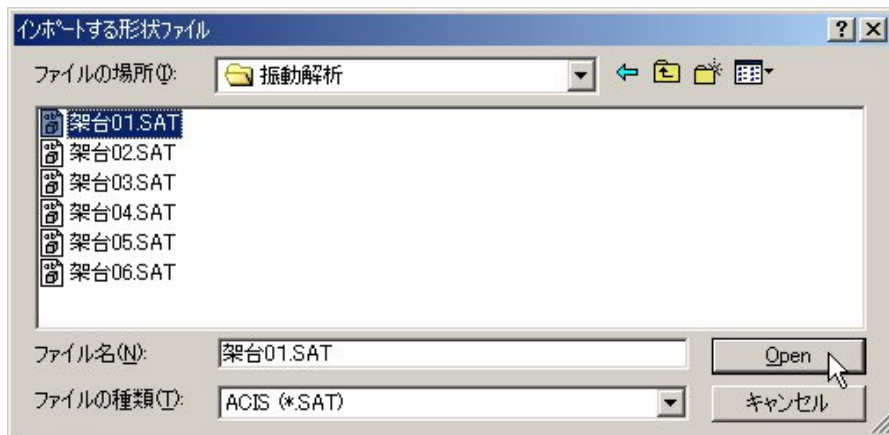 インポートする形状ファイル
ファイルの場所(I):
振動解析
架台01.SAT
架台02.SAT
架台03.SAT
架台04.SAT
架台05.SAT
架台06.SAT
ファイル名(N):
架台01.SAT
Open
ファイルの種類(T):
ACIS (*.SAT)
キャンセル